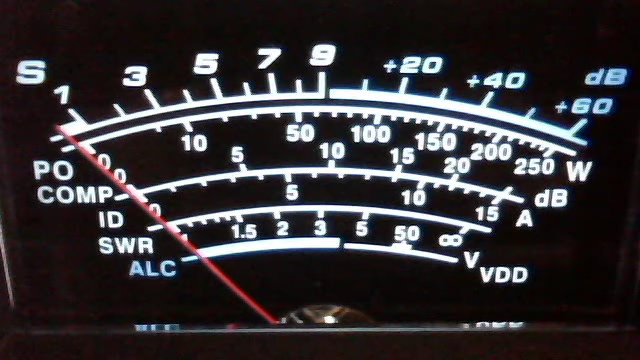 S 1 3 5 7 9 +20 +40 +60 dB
PO 0 10 50 100 150 200 250 W
COMP 0 5 10 15 20 dB
ID 0 5 10 15 A
SWR 1.5 2 3 5 50 ∞
ALC V VDD